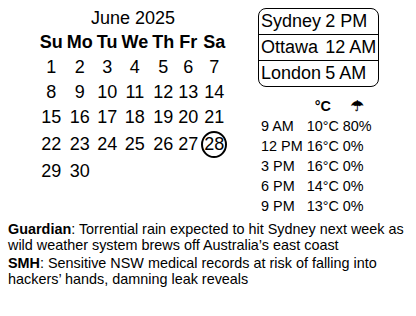 June 2025
Su Mo Tu We Th Fr Sa
1 2 3 4 5 6 7
8 9 10 11 12 13 14
15 16 17 18 19 20 21
22 23 24 25 26 27 28
29 30
Sydney 2 PM
Ottawa 12 AM
London 5 AM
°C ☂
9 AM 10°C 80%
12 PM 16°C 0%
3 PM 16°C 0%
6 PM 14°C 0%
9 PM 13°C 0%
Guardian: Torrential rain expected to hit Sydney next week as
wild weather system brews off Australia’s east coast
SMH: Sensitive NSW medical records at risk of falling into
hackers’ hands, damning leak reveals